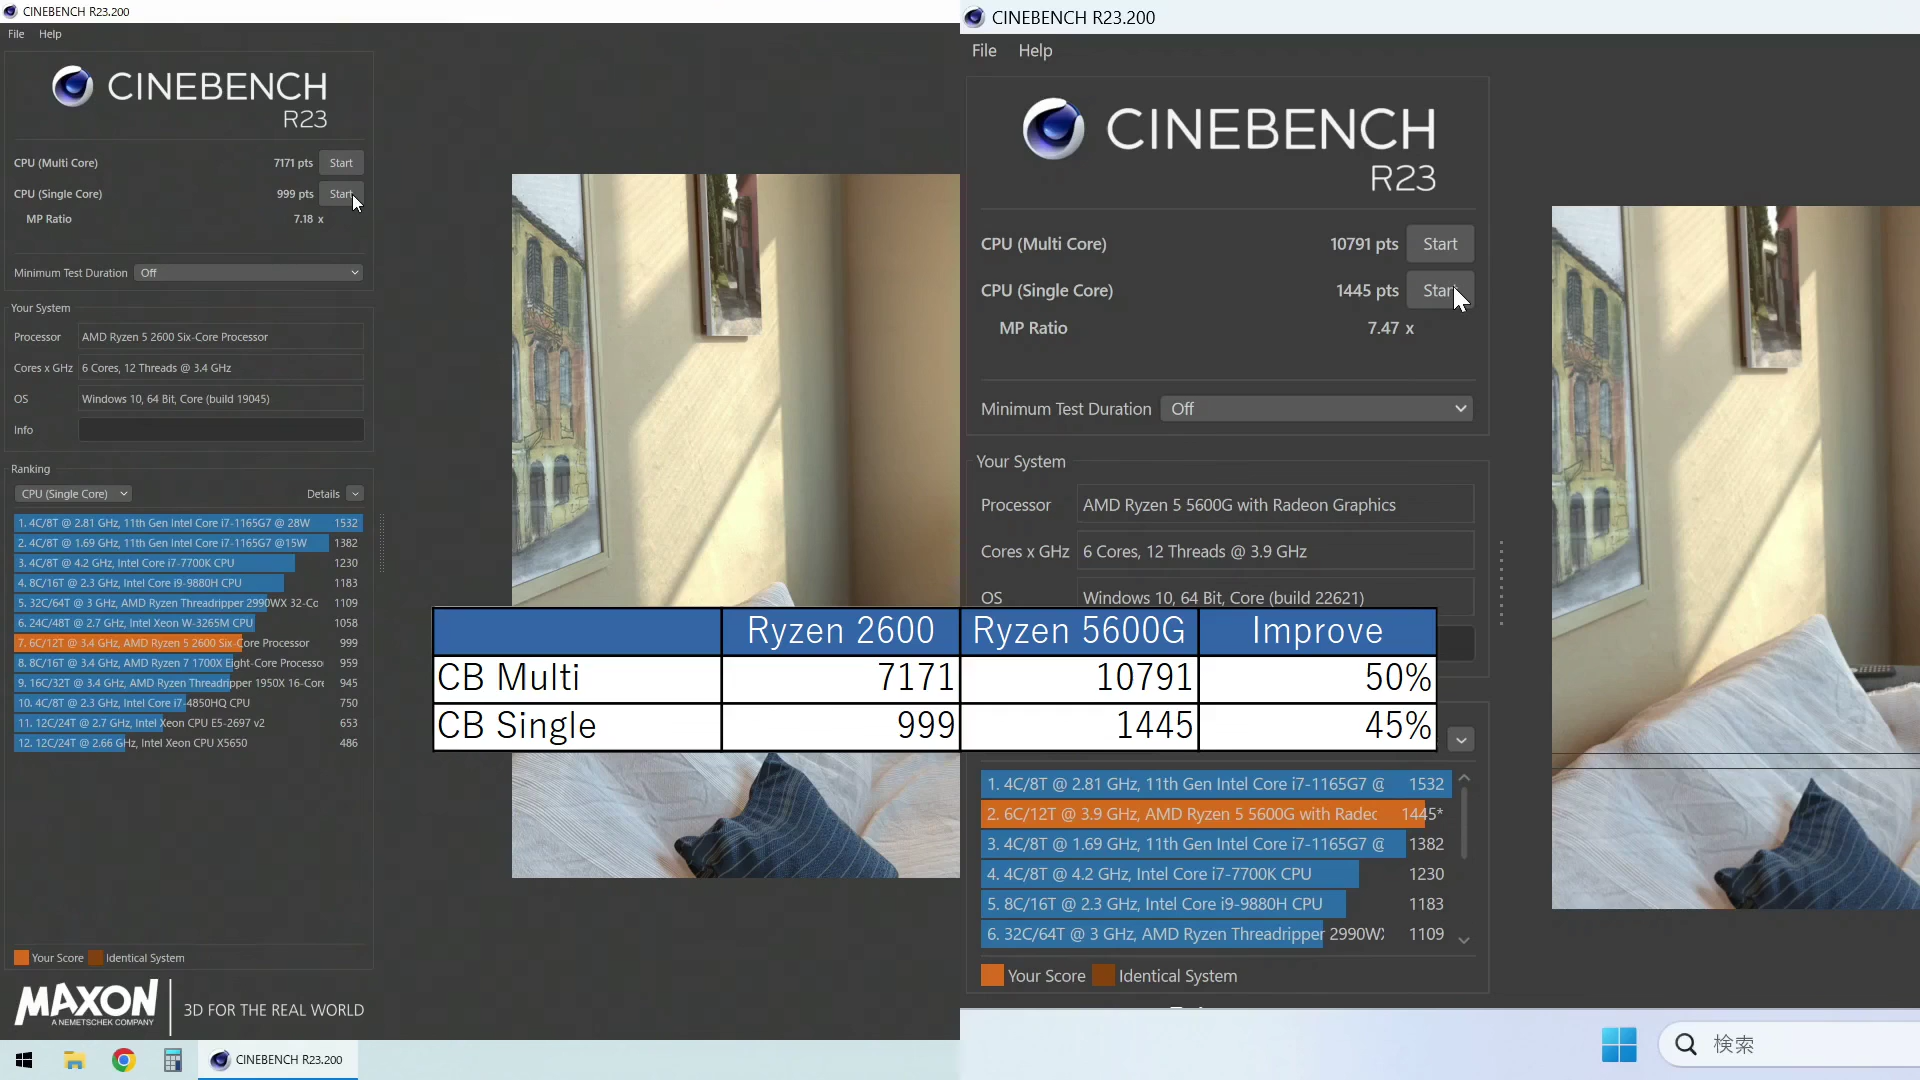 CINEBENCH R23.200
File Help
CINEBENCH
R23
CPU (Multi Core) 7171 pts Start
CPU (Single Core) 999 pts Start
MP Ratio 7.18 x
Minimum Test Duration Off
Your System
Processor AMD Ryzen 5 2600 Six-Core Processor
Cores x GHz 6 Cores, 12 Threads @ 3.4 GHz
OS Windows 10, 64 Bit, Core (build 19045)
Info
Ranking
CPU (Single Core) Details
1. 4C/8T @ 2.81 GHz, 11th Gen Intel Core i7-1165G7 @ 28W 1532
2. 4C/8T @ 1.69 GHz, 11th Gen Intel Core i7-1165G7 @15W 1382
3. 4C/8T @ 4.2 GHz, Intel Core i7-7700K CPU 1230
4. 8C/16T @ 2.3 GHz, Intel Core i9-9880H CPU 1183
5. 32C/64T @ 3 GHz, AMD Ryzen Threadripper 2990WX 32-Co 1109
6. 24C/48T @ 2.7 GHz, Intel Xeon W-3265M CPU 1058
7. 6C/12T @ 3.4 GHz, AMD Ryzen 5 2600 Six-Core Processor 999
8. 8C/16T @ 3.4 GHz, AMD Ryzen 7 1700X Eight-Core Processo 959
9. 16C/32T @ 3.4 GHz, AMD Ryzen Threadripper 1950X 16-Core 945
10. 4C/8T @ 2.3 GHz, Intel Core i7-4850HQ CPU 750
11. 12C/24T @ 2.7 GHz, Intel Xeon CPU E5-2697 v2 653
12. 12C/24T @ 2.66 GHz, Intel Xeon CPU X5650 486
Your Score Identical System
MAXON
A NEMETSCHEK COMPANY
3D FOR THE REAL WORLD
CINEBENCH R23.200
CINEBENCH R23.200
File Help
CINEBENCH
R23
CPU (Multi Core) 10791 pts Start
CPU (Single Core) 1445 pts Start
MP Ratio 7.47 x
Minimum Test Duration Off
Your System
Processor AMD Ryzen 5 5600G with Radeon Graphics
Cores x GHz 6 Cores, 12 Threads @ 3.9 GHz
OS Windows 10, 64 Bit, Core (build 22621)
Ryzen 2600 Ryzen 5600G Improve
CB Multi 7171 10791 50%
CB Single 999 1445 45%
1. 4C/8T @ 2.81 GHz, 11th Gen Intel Core i7-1165G7 @ 1532
2. 6C/12T @ 3.9 GHz, AMD Ryzen 5 5600G with Radec 1445*
3. 4C/8T @ 1.69 GHz, 11th Gen Intel Core i7-1165G7 @ 1382
4. 4C/8T @ 4.2 GHz, Intel Core i7-7700K CPU 1230
5. 8C/16T @ 2.3 GHz, Intel Core i9-9880H CPU 1183
6. 32C/64T @ 3 GHz, AMD Ryzen Threadripper 2990W 1109
Your Score Identical System
検索